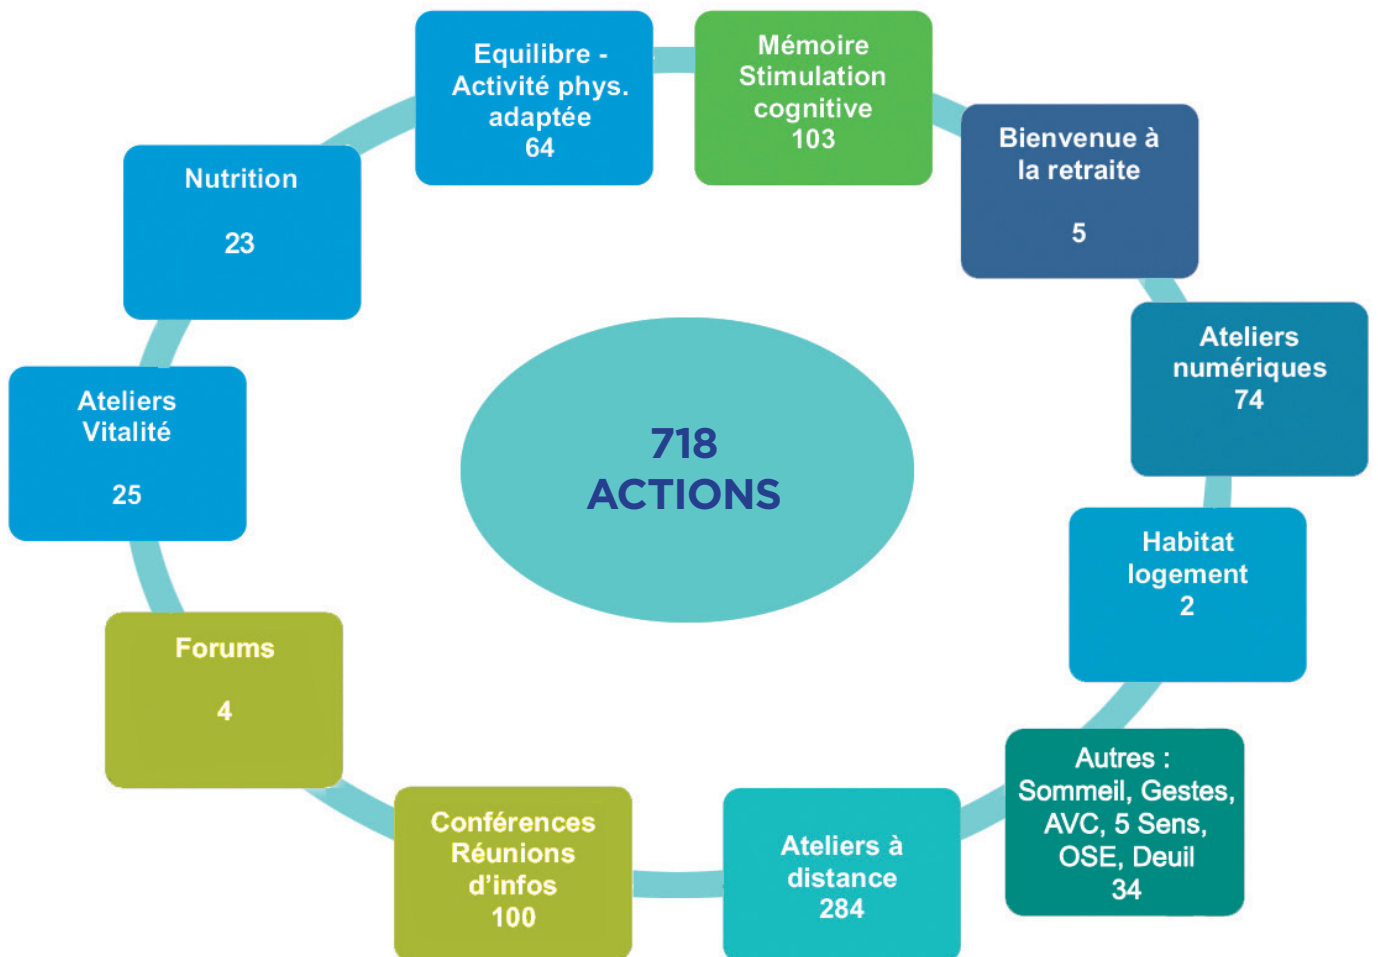 Equilibre -
Activité phys.
adaptée
64
Mémoire
Stimulation
cognitive
103
Bienvenue à
la retraite
5
Nutrition
23
Ateliers
numériques
74
Ateliers
Vitalité
25
718
ACTIONS
Habitat
logement
2
Forums
4
Autres :
Sommeil, Gestes,
AVC, 5 Sens,
OSE, Deuil
34
Conférences
Réunions
d’infos
100
Ateliers à
distance
284